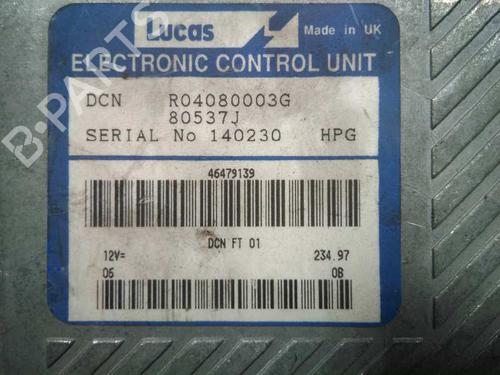 Lucas
Made in UK
ELECTRONIC CONTROL UNIT
DCN R04080003G
80537J
SERIAL No 140230 HPG
46479139
DCN FT 01
12V= 234.97
06 0B
B-PARTS